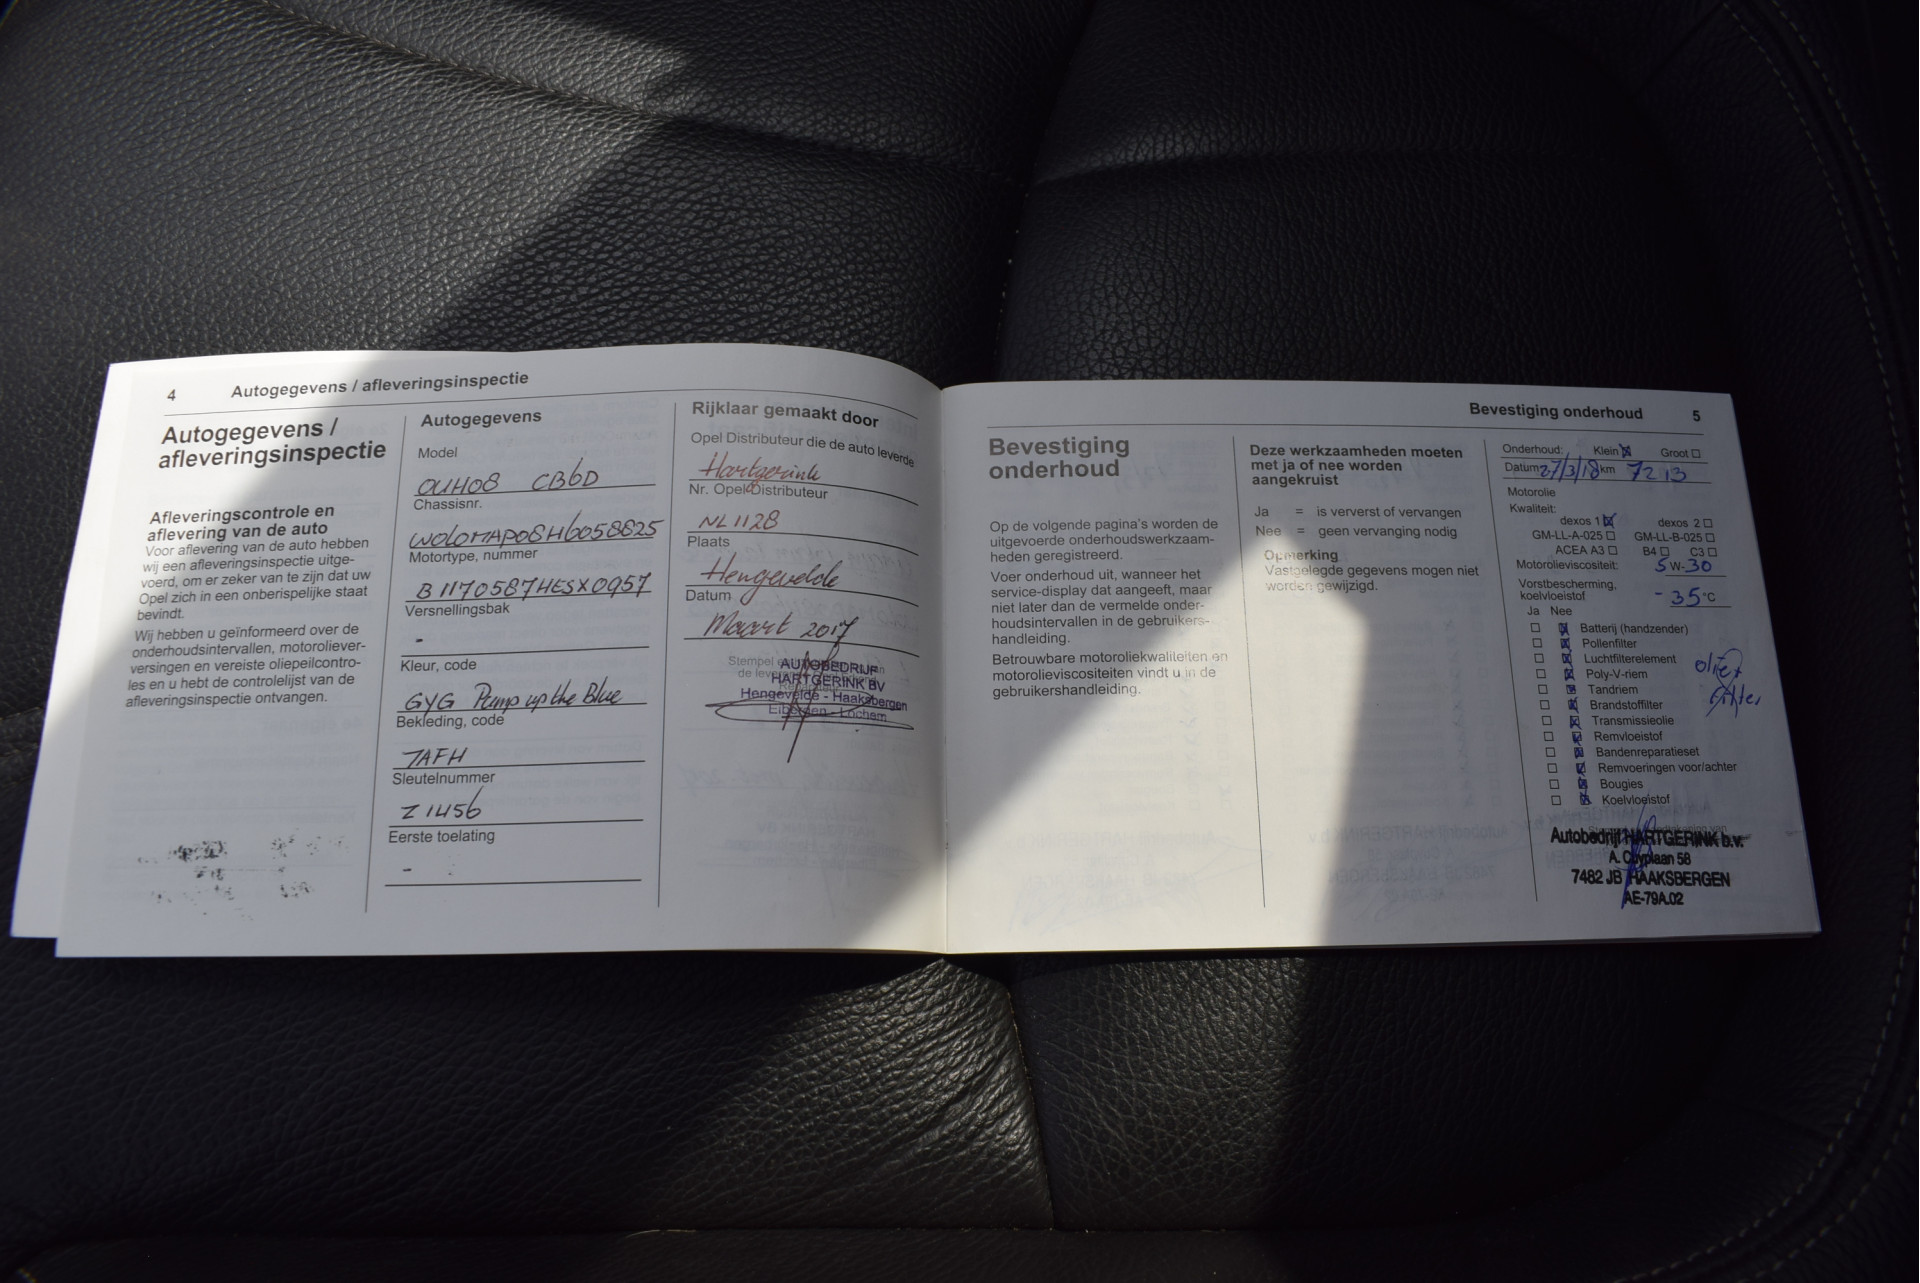 4 Autogegevens / afleveringsinspectie
Autogegevens /
afleveringsinspectie
Afleveringscontrole en
aflevering van de auto
Voor aflevering van de auto hebben
wij een afleveringsinspectie uitge-
voerd, om er zeker van te zijn dat uw
Opel zich in een onberispelijke staat
bevindt.
Wij hebben u geïnformeerd over de
onderhoudsintervallen, motoroliever-
versingen en vereiste oliepeilcontro-
les en u hebt de controlelijst van de
afleveringsinspectie ontvangen.
Autogegevens
Model
OUH08 CB6D
Chassisnr.
W0L0MAP08H6058825
Motortype, nummer
B1170587HESX0957
Versnellingsbak
-
Kleur, code
GYG Pump up the Blue
Bekleding, code
7AFH
Sleutelnummer
Z1456
Eerste toelating
-
Rijklaar gemaakt door
Opel Distributeur die de auto leverde
Hartgerink
Nr. Opel Distributeur
NL1128
Plaats
Hengevelde
Datum
Maart 2017
Stempel
AUTOBEDRIJF
HARTGERINK BV
Hengevelde - Haaksbergen
Eibergen - Lochem
Bevestiging onderhoud 5
Bevestiging
onderhoud
Op de volgende pagina's worden de
uitgevoerde onderhoudswerkzaam-
heden geregistreerd.
Voer onderhoud uit, wanneer het
service-display dat aangeeft, maar
niet later dan de vermelde onder-
houdsintervallen in de gebruikers-
handleiding.
Betrouwbare motoroliekwaliteiten en
motorolieviscositeiten vindt u in de
gebruikershandleiding.
Deze werkzaamheden moeten
met ja of nee worden
aangekruist
Ja = is ververst of vervangen
Nee = geen vervanging nodig
Opmerking
Vastgelegde gegevens mogen niet
worden gewijzigd.
Onderhoud: Klein ☒ Groot ☐
Datum 27/3/18 km 7213
Motorolie
Kwaliteit:
dexos 1 ☒ dexos 2 ☐
GM-LL-A-025 ☐ GM-LL-B-025 ☐
ACEA A3 ☐ B4 ☐ C3 ☐
Motorolieviscositeit: 5 W-30
Vorstbescherming,
koelvloeistof -35 °C
Ja Nee
☐ ☒ Batterij (handzender)
☐ ☒ Pollenfilter
☐ ☒ Luchtfilterelement
☐ ☒ Poly-V-riem
☐ ☒ Tandriem
☐ ☒ Brandstoffilter
☐ ☒ Transmissieolie
☐ ☒ Remvloeistof
☐ ☒ Bandenreparatieset
☐ ☒ Remvoeringen voor/achter
☐ ☒ Bougies
☐ ☒ Koelvloeistof
filter
Autobedrijf HARTGERINK b.v.
A. Cuyplaan 58
7482 JB HAAKSBERGEN
AE-79A.02